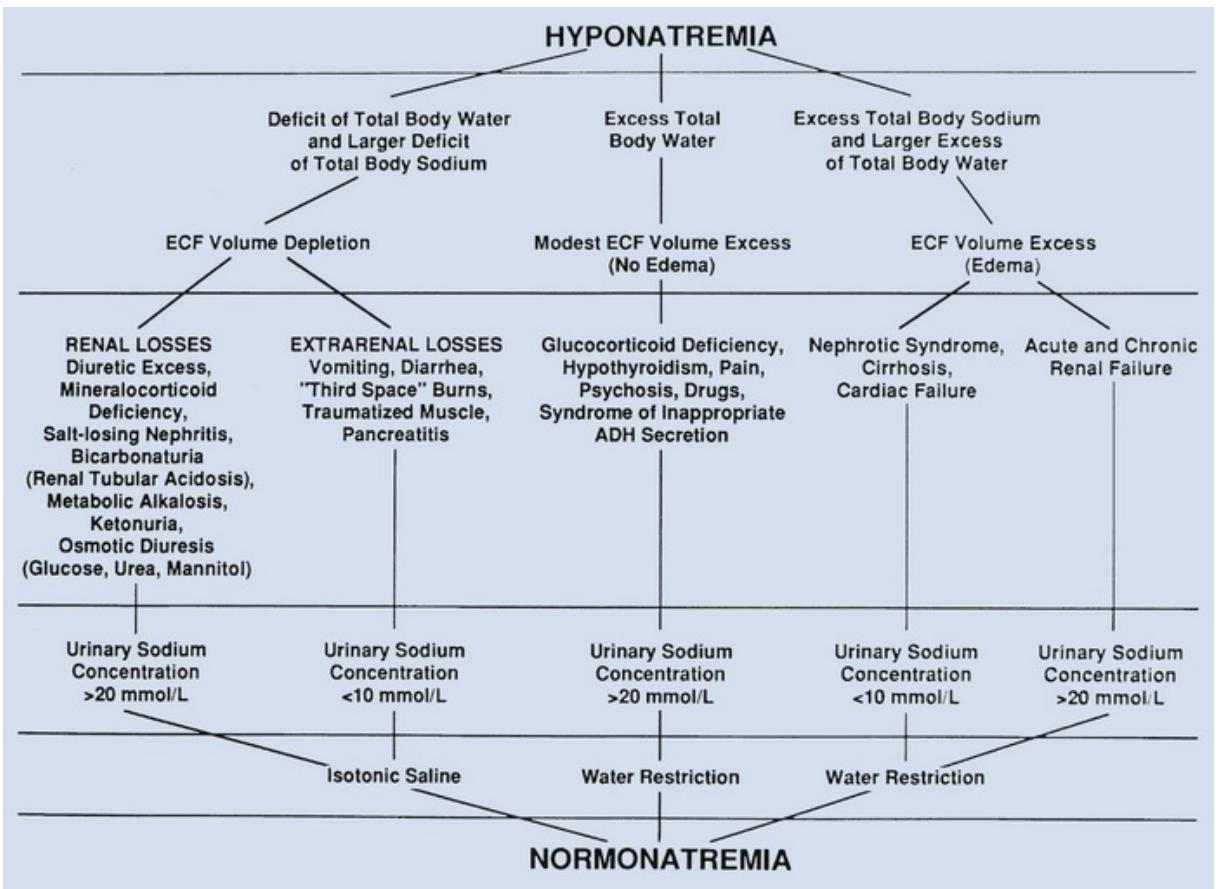 HYPONATREMIA
Deficit of Total Body Water
and Larger Deficit
of Total Body Sodium
Excess Total
Body Water
Excess Total Body Sodium
and Larger Excess
of Total Body Water
ECF Volume Depletion
Modest ECF Volume Excess
(No Edema)
ECF Volume Excess
(Edema)
RENAL LOSSES
Diuretic Excess,
Mineralocorticoid
Deficiency,
Salt-losing Nephritis,
Bicarbonaturia
(Renal Tubular Acidosis),
Metabolic Alkalosis,
Ketonuria,
Osmotic Diuresis
(Glucose, Urea, Mannitol)
EXTRARENAL LOSSES
Vomiting, Diarrhea,
"Third Space" Burns,
Traumatized Muscle,
Pancreatitis
Glucocorticoid Deficiency,
Hypothyroidism, Pain,
Psychosis, Drugs,
Syndrome of Inappropriate
ADH Secretion
Nephrotic Syndrome,
Cirrhosis,
Cardiac Failure
Acute and Chronic
Renal Failure
Urinary Sodium
Concentration
>20 mmol/L
Urinary Sodium
Concentration
<10 mmol/L
Urinary Sodium
Concentration
>20 mmol/L
Urinary Sodium
Concentration
<10 mmol/L
Urinary Sodium
Concentration
>20 mmol/L
Isotonic Saline
Water Restriction
Water Restriction
NORMONATREMIA